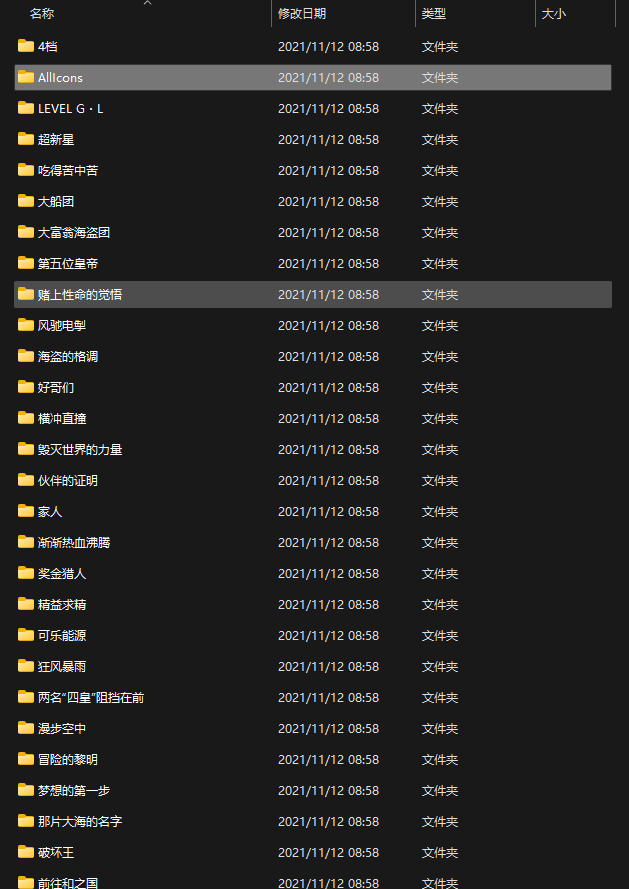 名称 修改日期 类型 大小
4档 2021/11/12 08:58 文件夹
AllIcons 2021/11/12 08:58 文件夹
LEVEL G·L 2021/11/12 08:58 文件夹
超新星 2021/11/12 08:58 文件夹
吃得苦中苦 2021/11/12 08:58 文件夹
大船团 2021/11/12 08:58 文件夹
大富翁海盗团 2021/11/12 08:58 文件夹
第五位皇帝 2021/11/12 08:58 文件夹
赌上性命的觉悟 2021/11/12 08:58 文件夹
风驰电掣 2021/11/12 08:58 文件夹
海盗的格调 2021/11/12 08:58 文件夹
好哥们 2021/11/12 08:58 文件夹
横冲直撞 2021/11/12 08:58 文件夹
毁灭世界的力量 2021/11/12 08:58 文件夹
伙伴的证明 2021/11/12 08:58 文件夹
家人 2021/11/12 08:58 文件夹
渐渐热血沸腾 2021/11/12 08:58 文件夹
奖金猎人 2021/11/12 08:58 文件夹
精益求精 2021/11/12 08:58 文件夹
可乐能源 2021/11/12 08:58 文件夹
狂风暴雨 2021/11/12 08:58 文件夹
两名“四皇”阻挡在前 2021/11/12 08:58 文件夹
漫步空中 2021/11/12 08:58 文件夹
冒险的黎明 2021/11/12 08:58 文件夹
梦想的第一步 2021/11/12 08:58 文件夹
那片大海的名字 2021/11/12 08:58 文件夹
破坏王 2021/11/12 08:58 文件夹
前往和之国 2021/11/12 08:58 文件夹